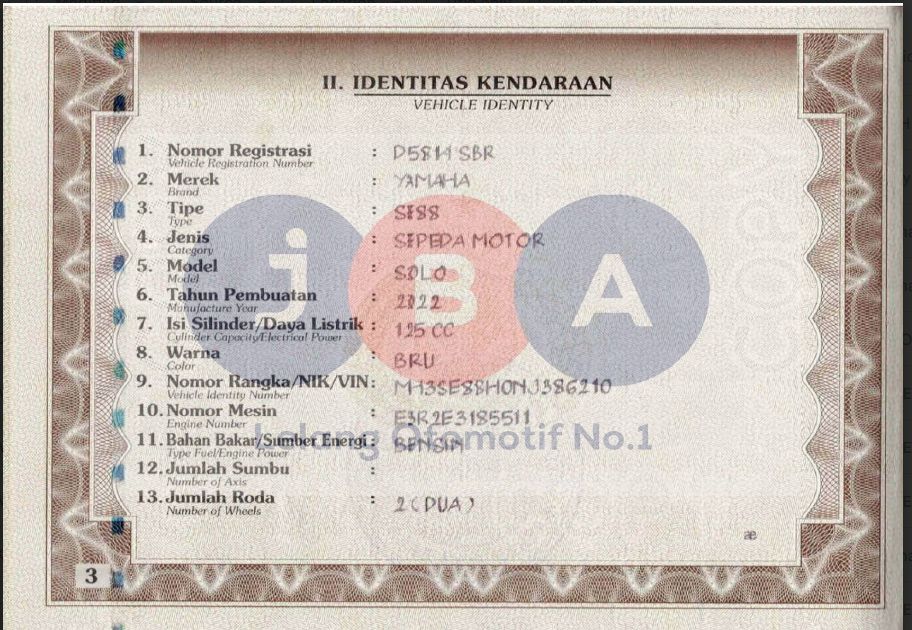 II. IDENTITAS KENDARAAN
VEHICLE IDENTITY
1. Nomor Registrasi : D5811 SBR
Vehicle Registration Number
2. Merek : YAMAHA
Brand
3. Tipe : SE88
Type
4. Jenis : SEPEDA MOTOR
Category
5. Model : SOLO
Model
6. Tahun Pembuatan : 2022
Manufacture Year
7. Isi Silinder/Daya Listrik : 125 CC
Cylinder Capacity/Electrical Power
8. Warna : BRU
Color
9. Nomor Rangka/NIK/VIN : MH3SE88H0NJ386210
Vehicle Identity Number
10. Nomor Mesin : E3R2E3185511
Engine Number
11. Bahan Bakar/Sumber Energi : BENSIN
Type Fuel/Engine Power
12. Jumlah Sumbu :
Number of Axis
13. Jumlah Roda : 2 (DUA)
Number of Wheels
æ
3
JBA
Lelang Otomotif No.1